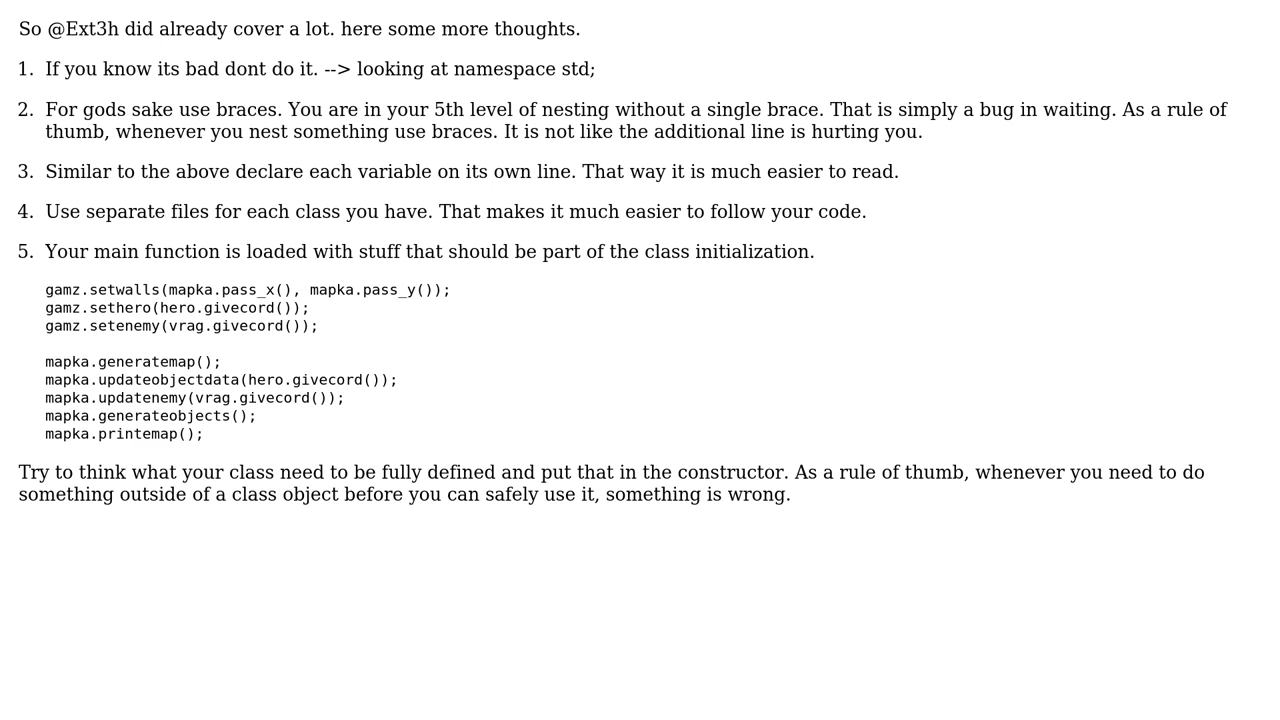 So @Ext3h did already cover a lot. here some more thoughts.
1. If you know its bad dont do it. --> looking at namespace std;
2. For gods sake use braces. You are in your 5th level of nesting without a single brace. That is simply a bug in waiting. As a rule of
thumb, whenever you nest something use braces. It is not like the additional line is hurting you.
3. Similar to the above declare each variable on its own line. That way it is much easier to read.
4. Use separate files for each class you have. That makes it much easier to follow your code.
5. Your main function is loaded with stuff that should be part of the class initialization.
gamz.setwalls(mapka.pass_x(), mapka.pass_y());
gamz.sethero(hero.givecord());
gamz.setenemy(vrag.givecord());
mapka.generatemap();
mapka.updateobjectdata(hero.givecord());
mapka.updatenemy(vrag.givecord());
mapka.generateobjects();
mapka.printemap();
Try to think what your class need to be fully defined and put that in the constructor. As a rule of thumb, whenever you need to do
something outside of a class object before you can safely use it, something is wrong.